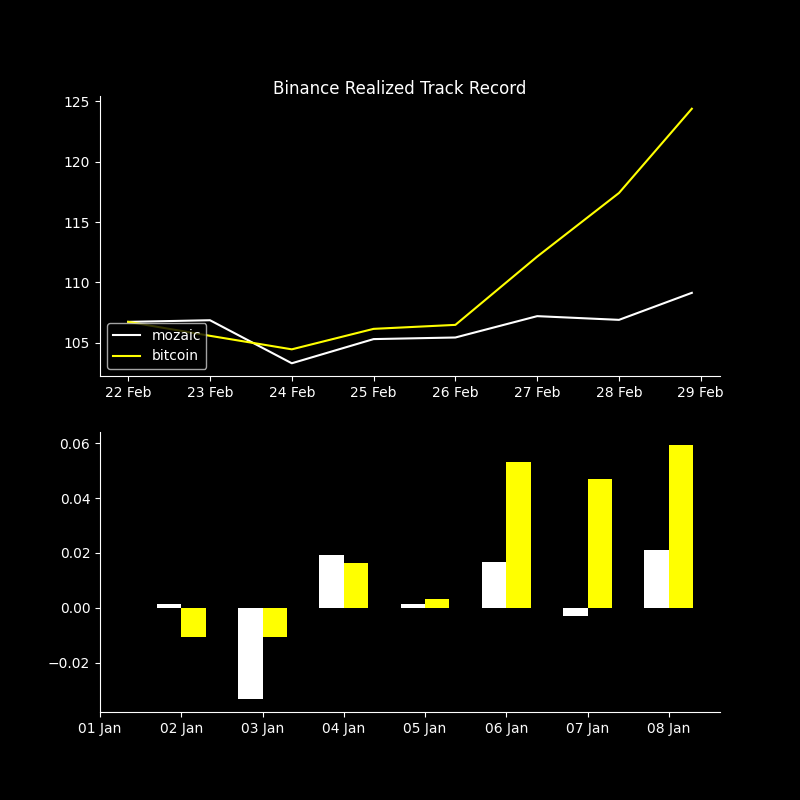 Binance Realized Track Record
125
120
115
110
105
mozaic
bitcoin
22 Feb 23 Feb 24 Feb 25 Feb 26 Feb 27 Feb 28 Feb 29 Feb
0.06
0.04
0.02
0.00
−0.02
01 Jan 02 Jan 03 Jan 04 Jan 05 Jan 06 Jan 07 Jan 08 Jan